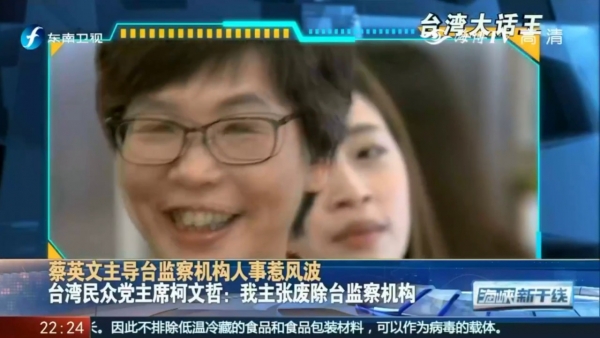 东南卫视
台湾大话王
高清
蔡英文主导台监察机构人事惹风波
台湾民众党主席柯文哲：我主张废除台监察机构
海峡新干线
22:24
长。因此不排除低温冷藏的食品和食品包装材料，可以作为病毒的载体。